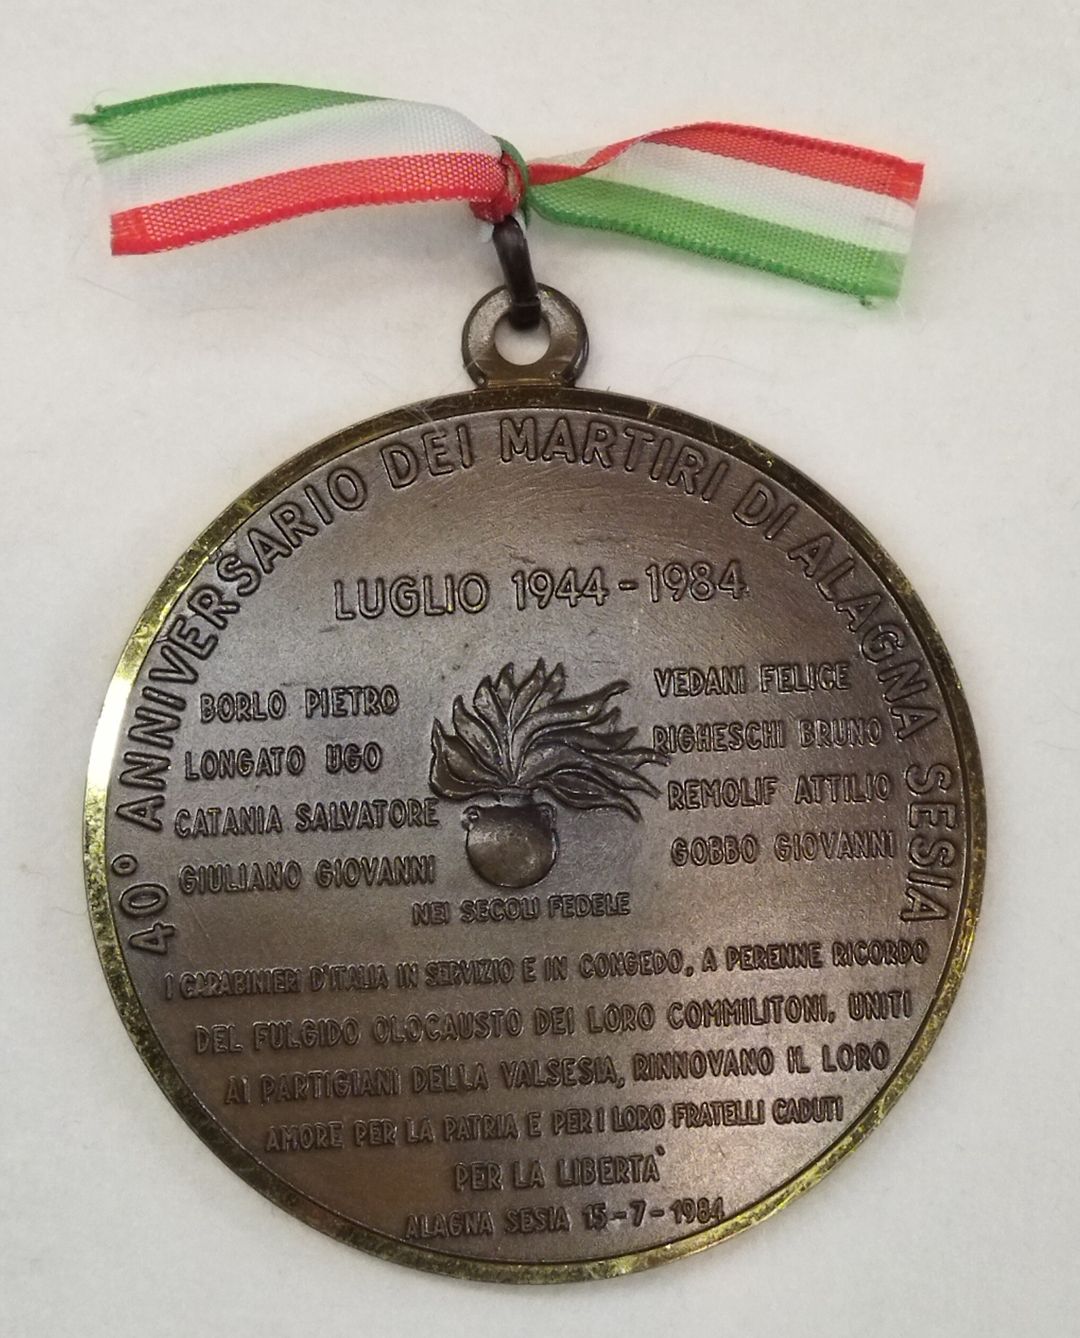 40° ANNIVERSARIO DEI MARTIRI DI ALAGNA SESIA
LUGLIO 1944-1984
BORLO PIETRO
LONGATO UGO
CATANIA SALVATORE
GIULIANO GIOVANNI
VEDANI FELICE
RIGHESCHI BRUNO
REMOLIF ATTILIO
GOBBO GIOVANNI
NEI SECOLI FEDELE
I CARABINIERI D'ITALIA IN SERVIZIO E IN CONGEDO, A PERENNE RICORDO
DEL FULGIDO OLOCAUSTO DEI LORO COMMILITONI, UNITI
AI PARTIGIANI DELLA VALSESIA, RINNOVANO IL LORO
AMORE PER LA PATRIA E PER I LORO FRATELLI CADUTI
PER LA LIBERTA'
ALAGNA SESIA 15-7-1984